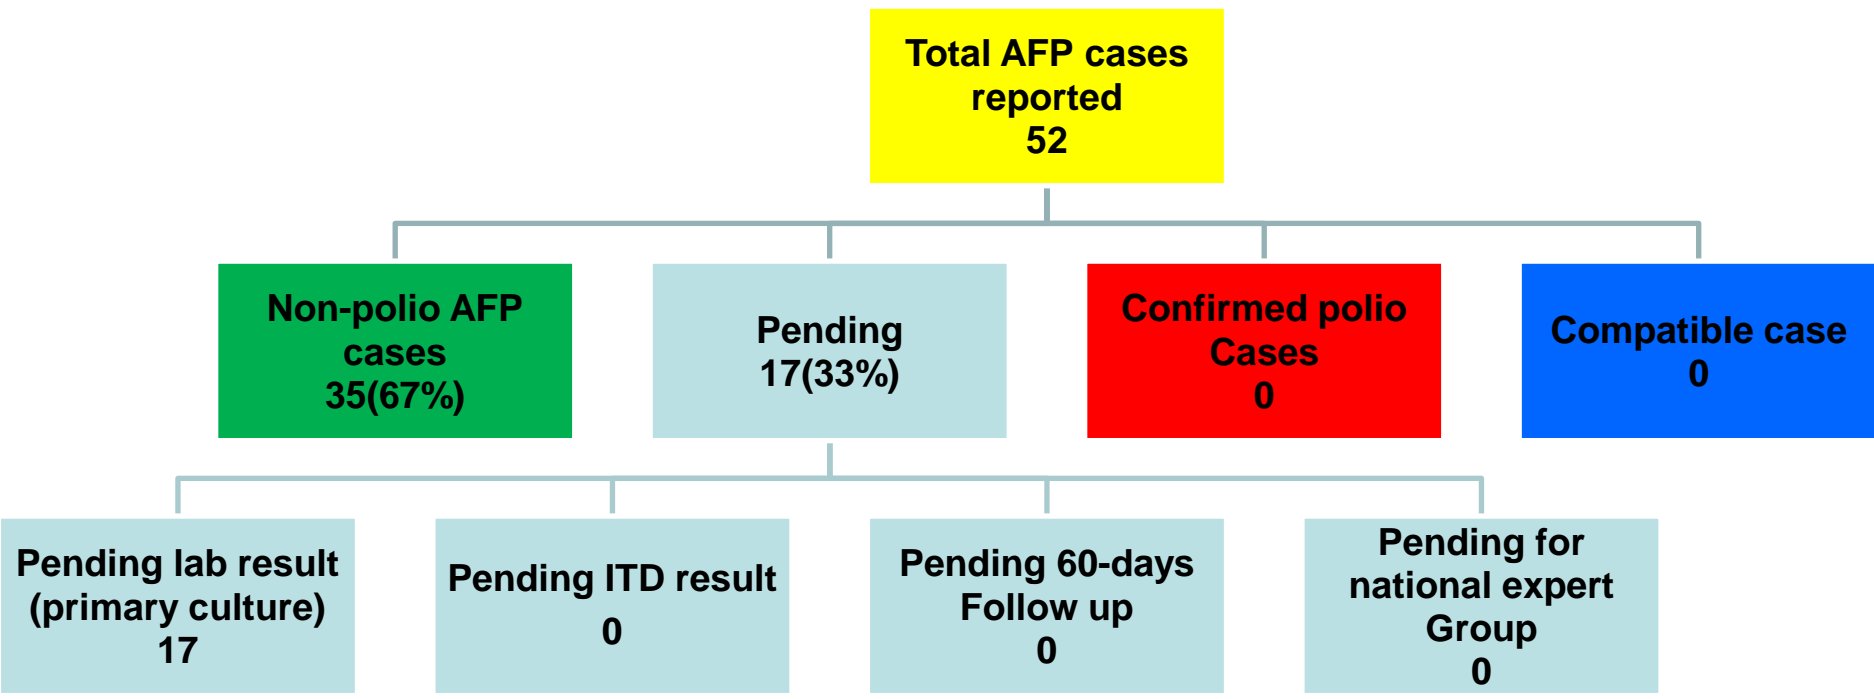 Total AFP cases
reported
52
Non-polio AFP
cases
35(67%)
Pending
17(33%)
Confirmed polio
Cases
0
Compatible case
0
Pending lab result
(primary culture)
17
Pending ITD result
0
Pending 60-days
Follow up
0
Pending for
national expert
Group
0